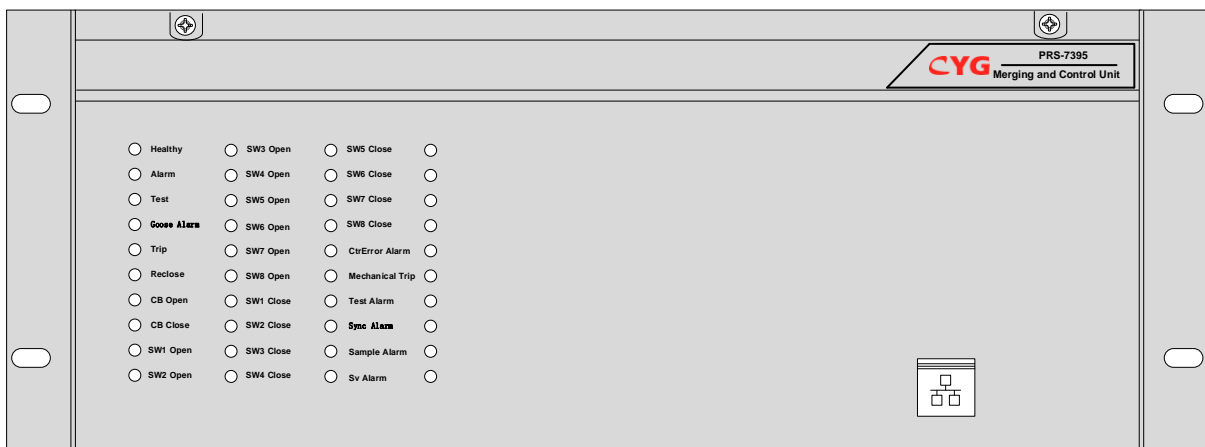 CYG
PRS-7395
Merging and Control Unit
Healthy
Alarm
Test
Goose Alarm
Trip
Reclose
CB Open
CB Close
SW1 Open
SW2 Open
SW3 Open
SW4 Open
SW5 Open
SW6 Open
SW7 Open
SW8 Open
SW1 Close
SW2 Close
SW3 Close
SW4 Close
SW5 Close
SW6 Close
SW7 Close
SW8 Close
CtrError Alarm
Mechanical Trip
Test Alarm
Sync Alarm
Sample Alarm
Sv Alarm